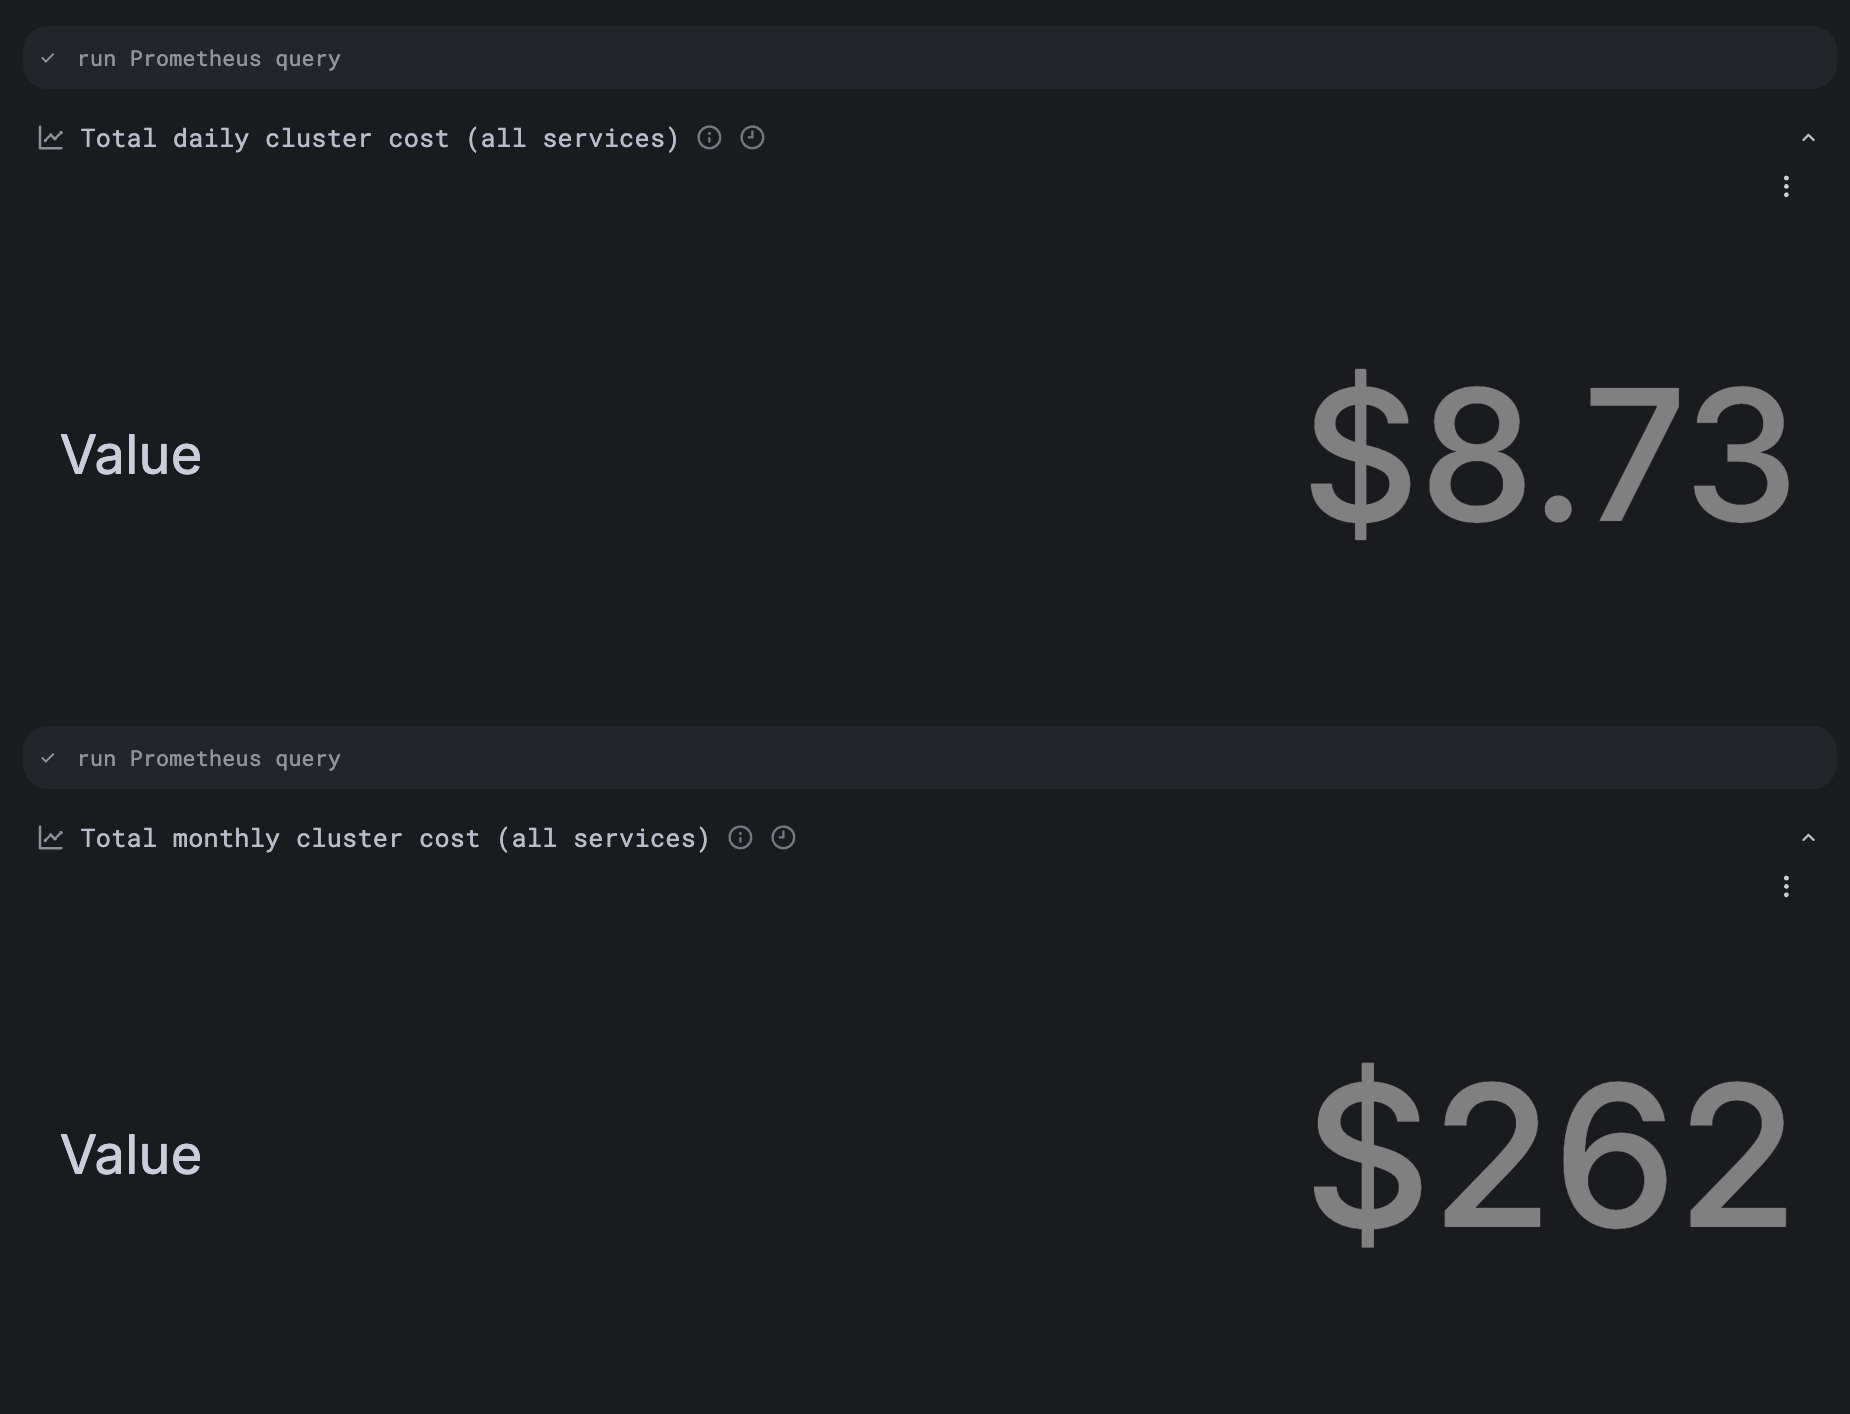 run Prometheus query
Total daily cluster cost (all services)
Value
$8.73
run Prometheus query
Total monthly cluster cost (all services)
Value
$262